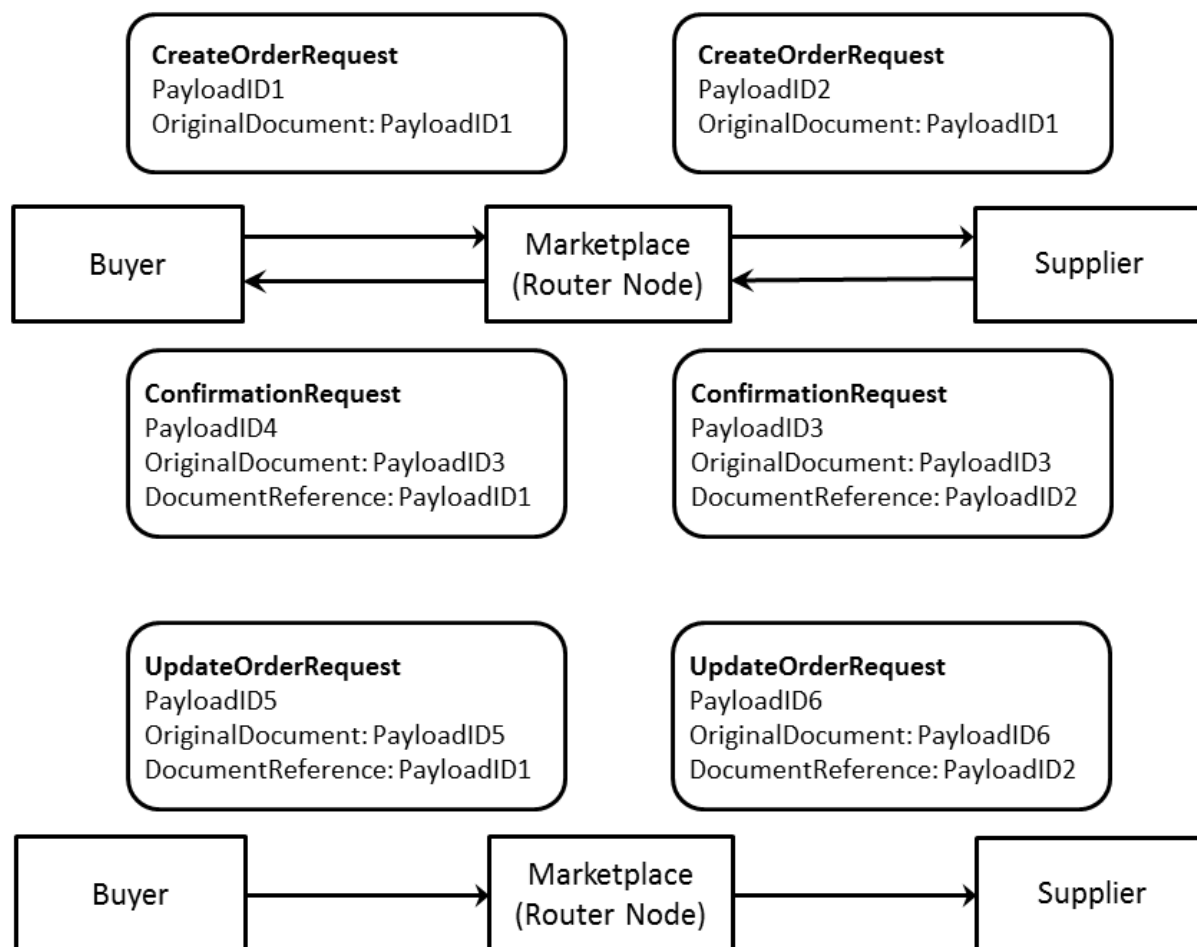 CreateOrderRequest
PayloadID1
OriginalDocument: PayloadID1
CreateOrderRequest
PayloadID2
OriginalDocument: PayloadID1
Buyer
Marketplace
(Router Node)
Supplier
ConfirmationRequest
PayloadID4
OriginalDocument: PayloadID3
DocumentReference: PayloadID1
ConfirmationRequest
PayloadID3
OriginalDocument: PayloadID3
DocumentReference: PayloadID2
UpdateOrderRequest
PayloadID5
OriginalDocument: PayloadID5
DocumentReference: PayloadID1
UpdateOrderRequest
PayloadID6
OriginalDocument: PayloadID6
DocumentReference: PayloadID2
Buyer
Marketplace
(Router Node)
Supplier